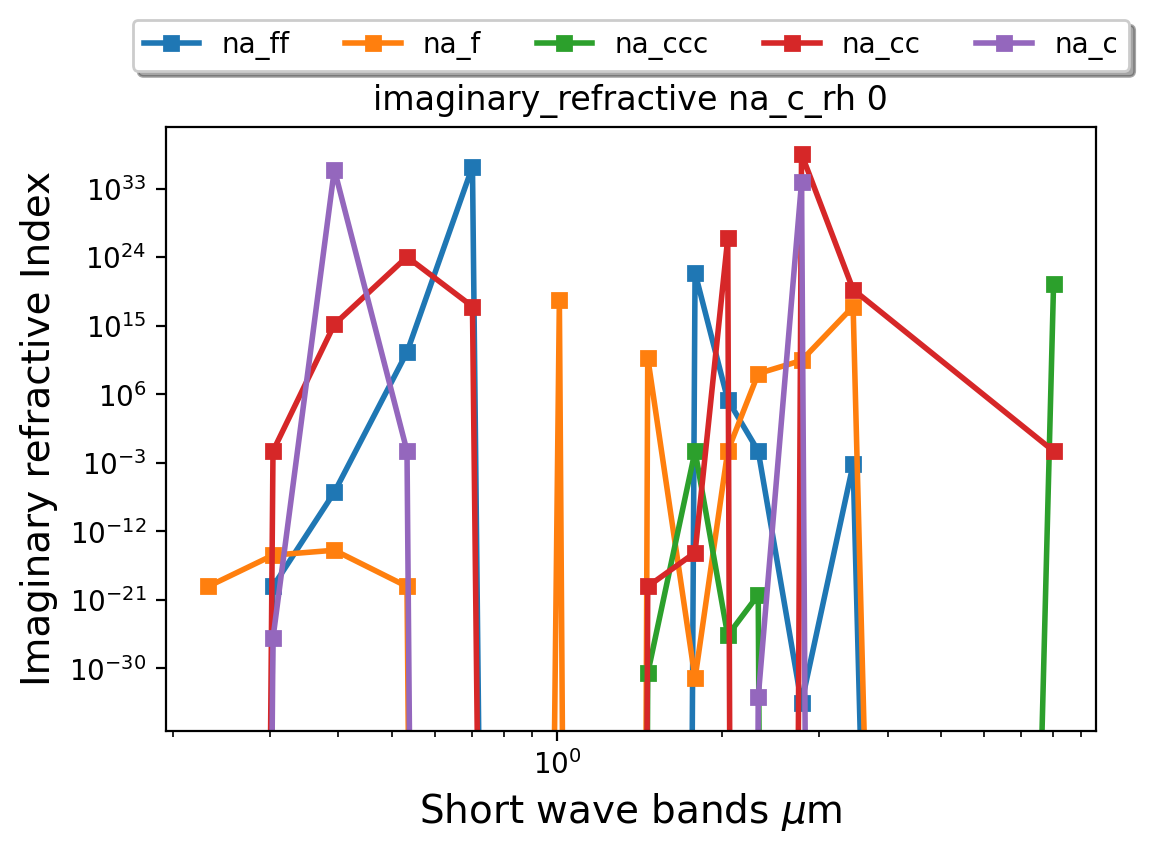 na_ff na_f na_ccc na_cc na_c
imaginary_refractive na_c_rh 0
Imaginary refractive Index
10^33
10^24
10^15
10^6
10^-3
10^-12
10^-21
10^-30
10^0
Short wave bands μm